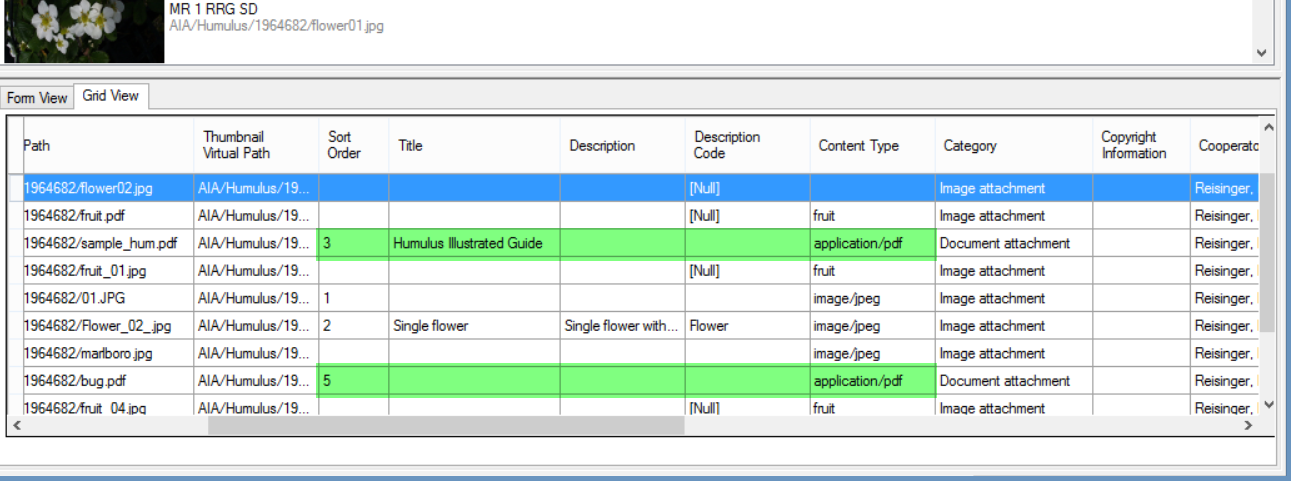 MR 1 RRG SD
AIA/Humulus/1964682/flower01.jpg
Form View Grid View
Path Thumbnail Virtual Path Sort Order Title Description Description Code Content Type Category Copyright Information Cooperato
1964682/flower02.jpg AIA/Humulus/19... [Null] Image attachment Reisinger,
1964682/fruit.pdf AIA/Humulus/19... [Null] fruit Image attachment Reisinger,
1964682/sample_hum.pdf AIA/Humulus/19... 3 Humulus Illustrated Guide application/pdf Document attachment Reisinger,
1964682/fruit_01.jpg AIA/Humulus/19... [Null] fruit Image attachment Reisinger,
1964682/01.JPG AIA/Humulus/19... 1 image/jpeg Image attachment Reisinger,
1964682/Flower_02_.jpg AIA/Humulus/19... 2 Single flower Single flower with... Flower image/jpeg Image attachment Reisinger,
1964682/marlboro.jpg AIA/Humulus/19... image/jpeg Image attachment Reisinger,
1964682/bug.pdf AIA/Humulus/19... 5 application/pdf Document attachment Reisinger,
1964682/fruit_04.jpg AIA/Humulus/19... [Null] fruit Image attachment Reisinger,